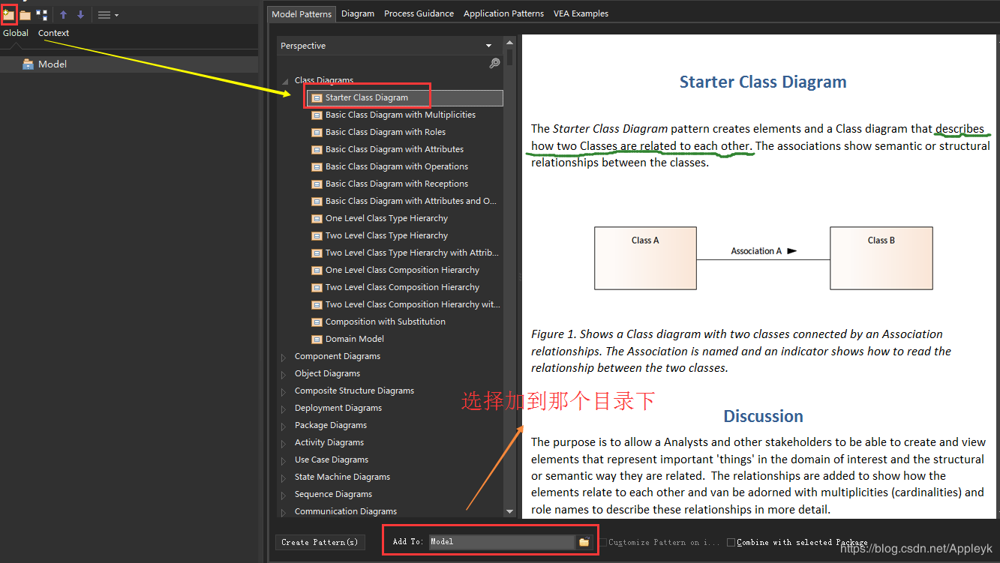 Global Context
Model
Model Patterns Diagram Process Guidance Application Patterns VEA Examples
Perspective
Class Diagrams
Starter Class Diagram
Basic Class Diagram with Multiplicities
Basic Class Diagram with Roles
Basic Class Diagram with Attributes
Basic Class Diagram with Operations
Basic Class Diagram with Receptions
Basic Class Diagram with Attributes and O...
One Level Class Type Hierarchy
Two Level Class Type Hierarchy
Two Level Class Type Hierarchy with Attrib...
One Level Class Composition Hierarchy
Two Level Class Composition Hierarchy
Two Level Class Composition Hierarchy wit...
Composition with Substitution
Domain Model
Component Diagrams
Object Diagrams
Composite Structure Diagrams
Deployment Diagrams
Package Diagrams
Activity Diagrams
Use Case Diagrams
State Machine Diagrams
Sequence Diagrams
Communication Diagrams
Starter Class Diagram
The Starter Class Diagram pattern creates elements and a Class diagram that describes
how two Classes are related to each other. The associations show semantic or structural
relationships between the classes.
Class A
Association A
Class B
Figure 1. Shows a Class diagram with two classes connected by an Association
relationships. The Association is named and an indicator shows how to read the
relationship between the two classes.
选择加到那个目录下
Discussion
The purpose is to allow a Analysts and other stakeholders to be able to create and view
elements that represent important 'things' in the domain of interest and the structural
or semantic way they are related. The relationships are added to show how the
elements relate to each other and van be adorned with multiplicities (cardinalities) and
role names to describe these relationships in more detail.
Create Pattern(s) Add To: Model Customize Pattern on i... Combine with selected Package
https://blog.csdn.net/Appleyk